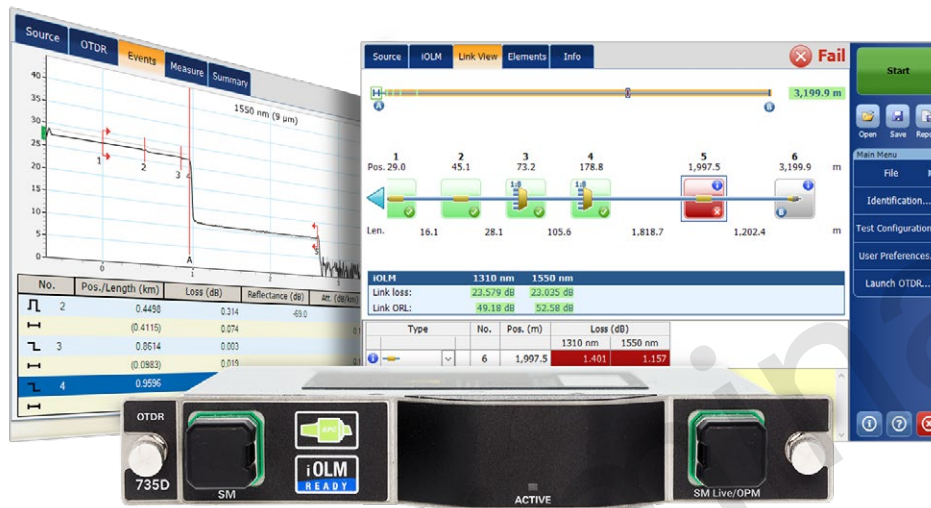 Source OTDR Events Measure Summary
40
35
30
25
20
15
10
5
0
1550 nm (9 µm)
1 2 3 4
A
0 1 2
No. Pos./Length (km) Loss (dB) Reflectance (dB) Att. (dB/km)
2 0.4498 0.314 -69.0
(0.4115) 0.074
3 0.8614 0.003
(0.0983) 0.019
4 0.9596
Source iOLM Link View Elements Info Fail
3,199.9 m
A B
1 2 3 4 5 6
Pos. 29.0 45.1 73.2 178.8 1,997.5 3,199.9 m
1:8 1:8
B
Len. 16.1 28.1 105.6 1,818.7 1,202.4 m
iOLM 1310 nm 1550 nm
Link loss: 23.579 dB 23.035 dB
Link ORL: 49.18 dB 52.58 dB
Type No. Pos. (m) Loss (dB)
1310 nm 1550 nm
6 1,997.5 1.401 1.157
Start
Open Save Repo
Main Menu
File
Identification...
Test Configuration
User Preferences.
Launch OTDR...
OTDR
735D
SM
APC
iOLM
READY
ACTIVE
SM Live/OPM